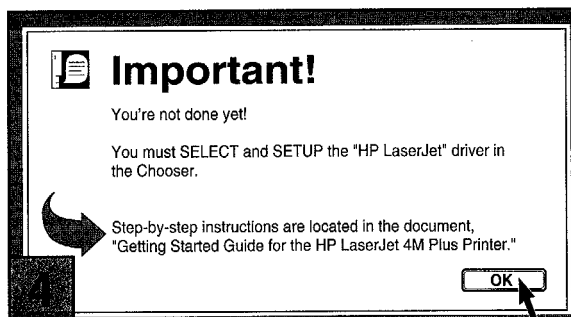 Important!
You're not done yet!
You must SELECT and SETUP the "HP LaserJet" driver in
the Chooser.
Step-by-step instructions are located in the document,
"Getting Started Guide for the HP LaserJet 4M Plus Printer."
OK
4